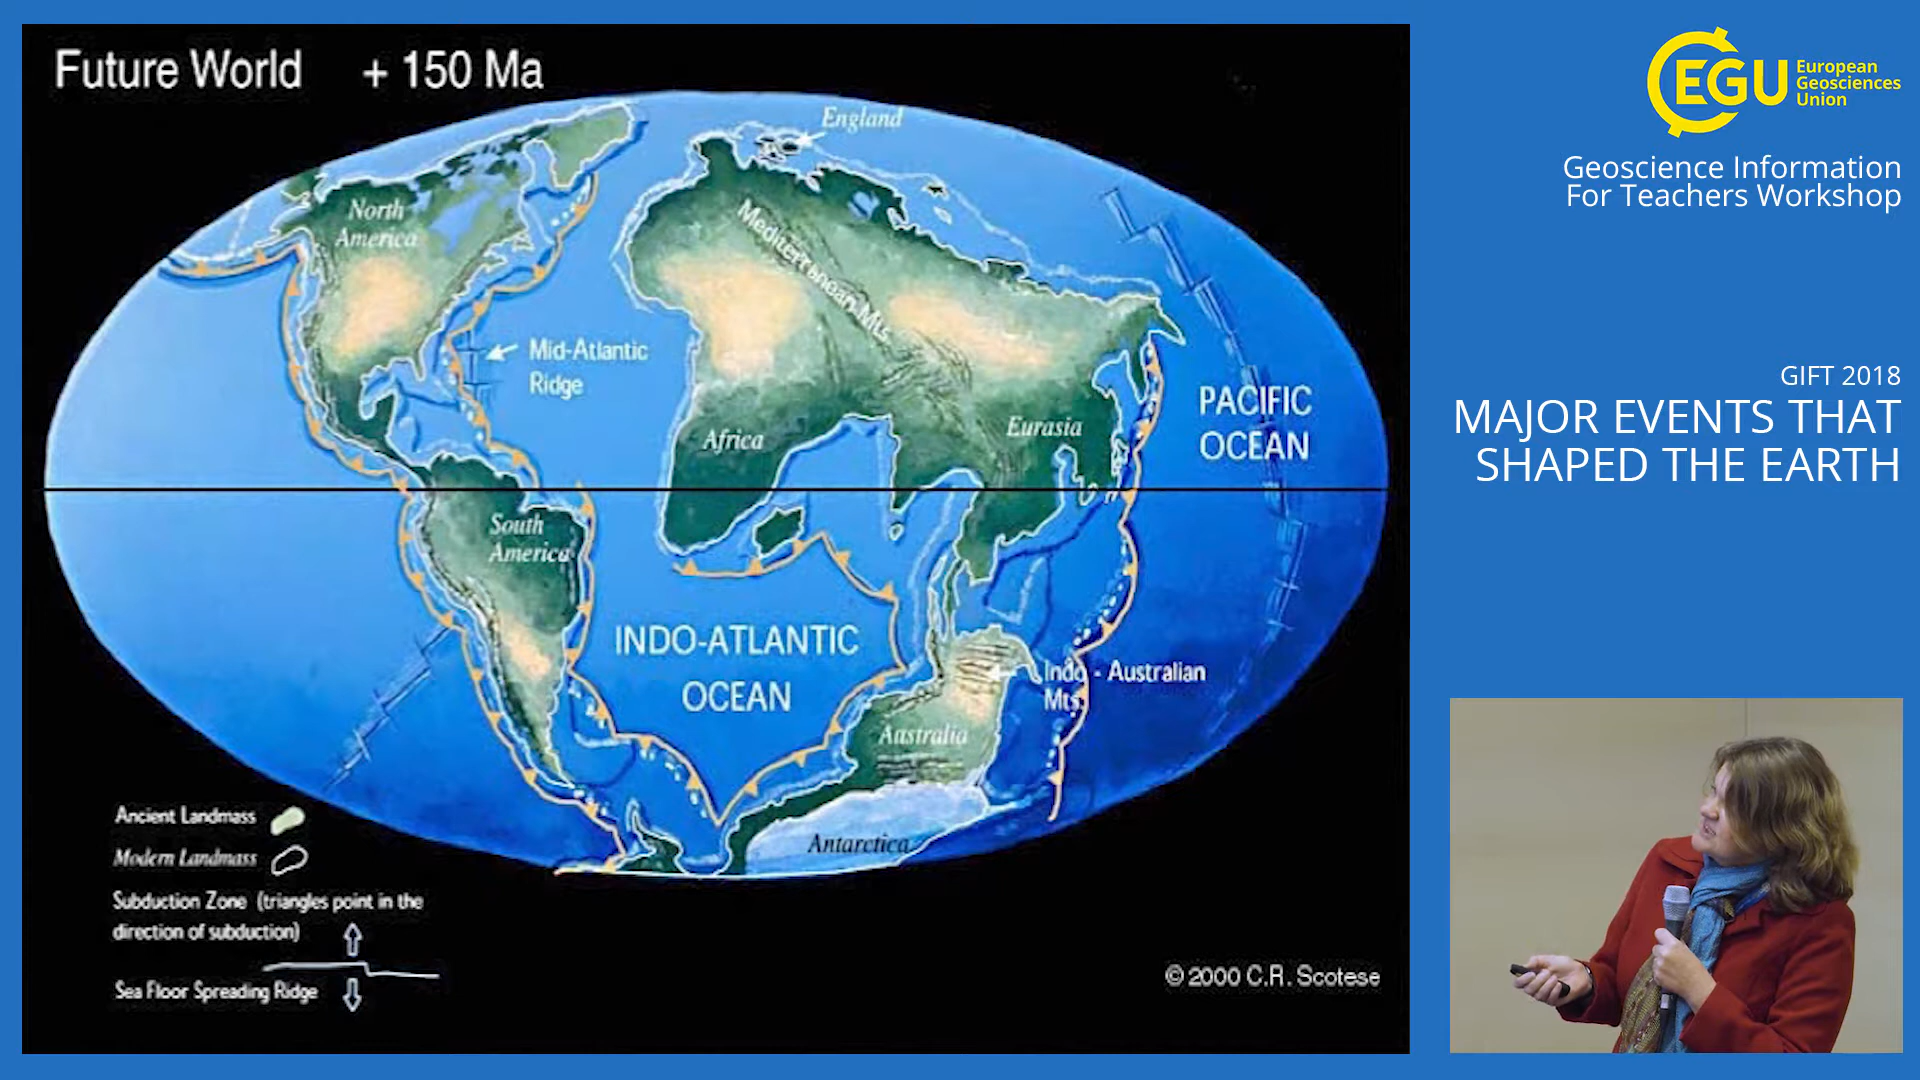 Future World + 150 Ma
England
North
America
Mediterranean Mts.
Mid-Atlantic
Ridge
PACIFIC
OCEAN
Africa
Eurasia
South
America
INDO-ATLANTIC
OCEAN
Indo - Australian
Mts.
Australia
Antarctica
Ancient Landmass
Modern Landmass
Subduction Zone (triangles point in the
direction of subduction)
Sea Floor Spreading Ridge
© 2000 C.R. Scotese
EGU
European
Geosciences
Union
Geoscience Information
For Teachers Workshop
GIFT 2018
MAJOR EVENTS THAT
SHAPED THE EARTH